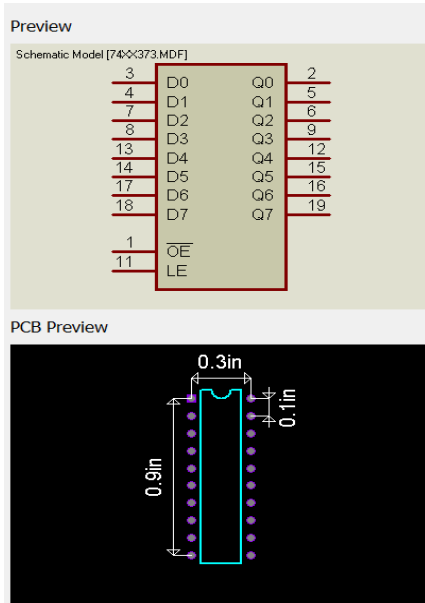 Preview
Schematic Model [74XX373.MDF]
3 D0 Q0 2
4 D1 Q1 5
7 D2 Q2 6
8 D3 Q3 9
13 D4 Q4 12
14 D5 Q5 15
17 D6 Q6 16
18 D7 Q7 19
1 OE
11 LE
PCB Preview
0.3in
0.1in
0.9in